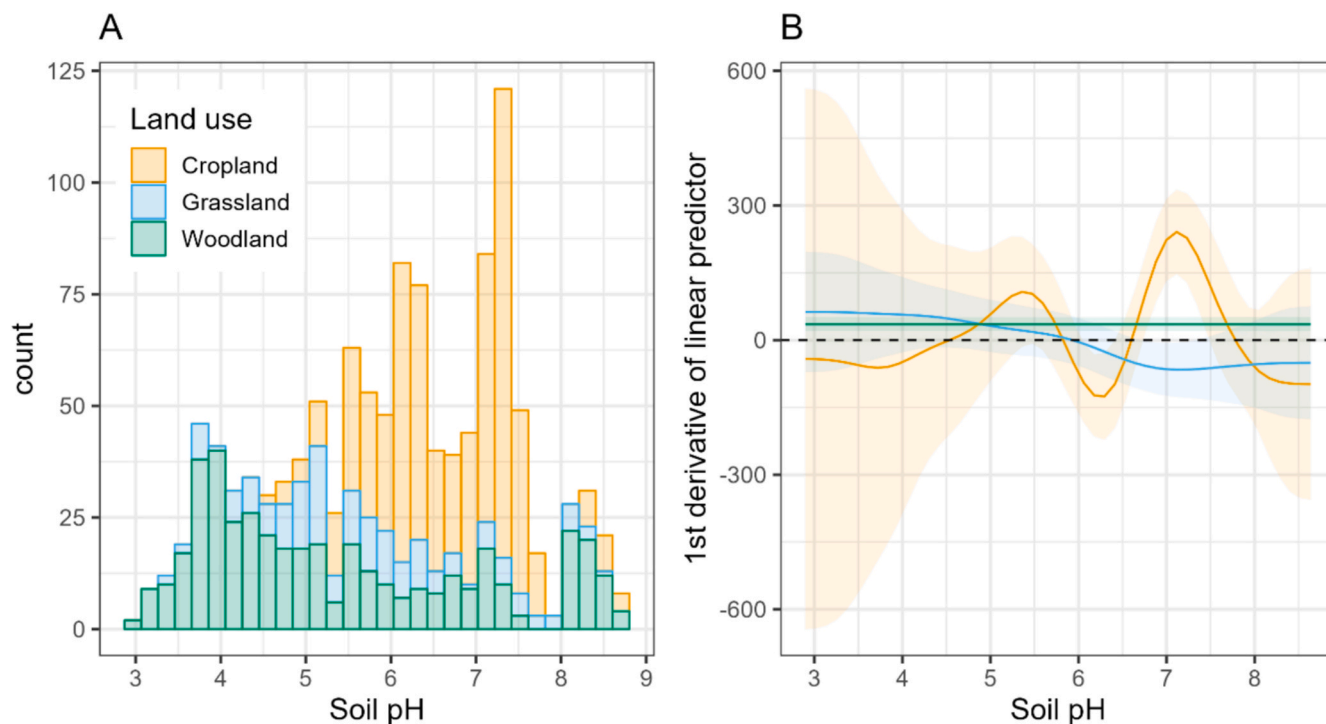 A
125
100
75
50
25
0
count
Land use
Cropland
Grassland
Woodland
3 4 5 6 7 8 9
Soil pH
B
600
300
0
-300
-600
1st derivative of linear predictor
3 4 5 6 7 8
Soil pH